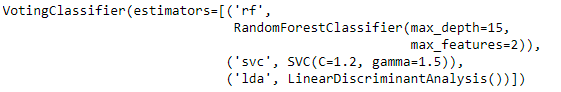 VotingClassifier(estimators=[('rf',
RandomForestClassifier(max_depth=15,
max_features=2)),
('svc', SVC(C=1.2, gamma=1.5)),
('lda', LinearDiscriminantAnalysis())])